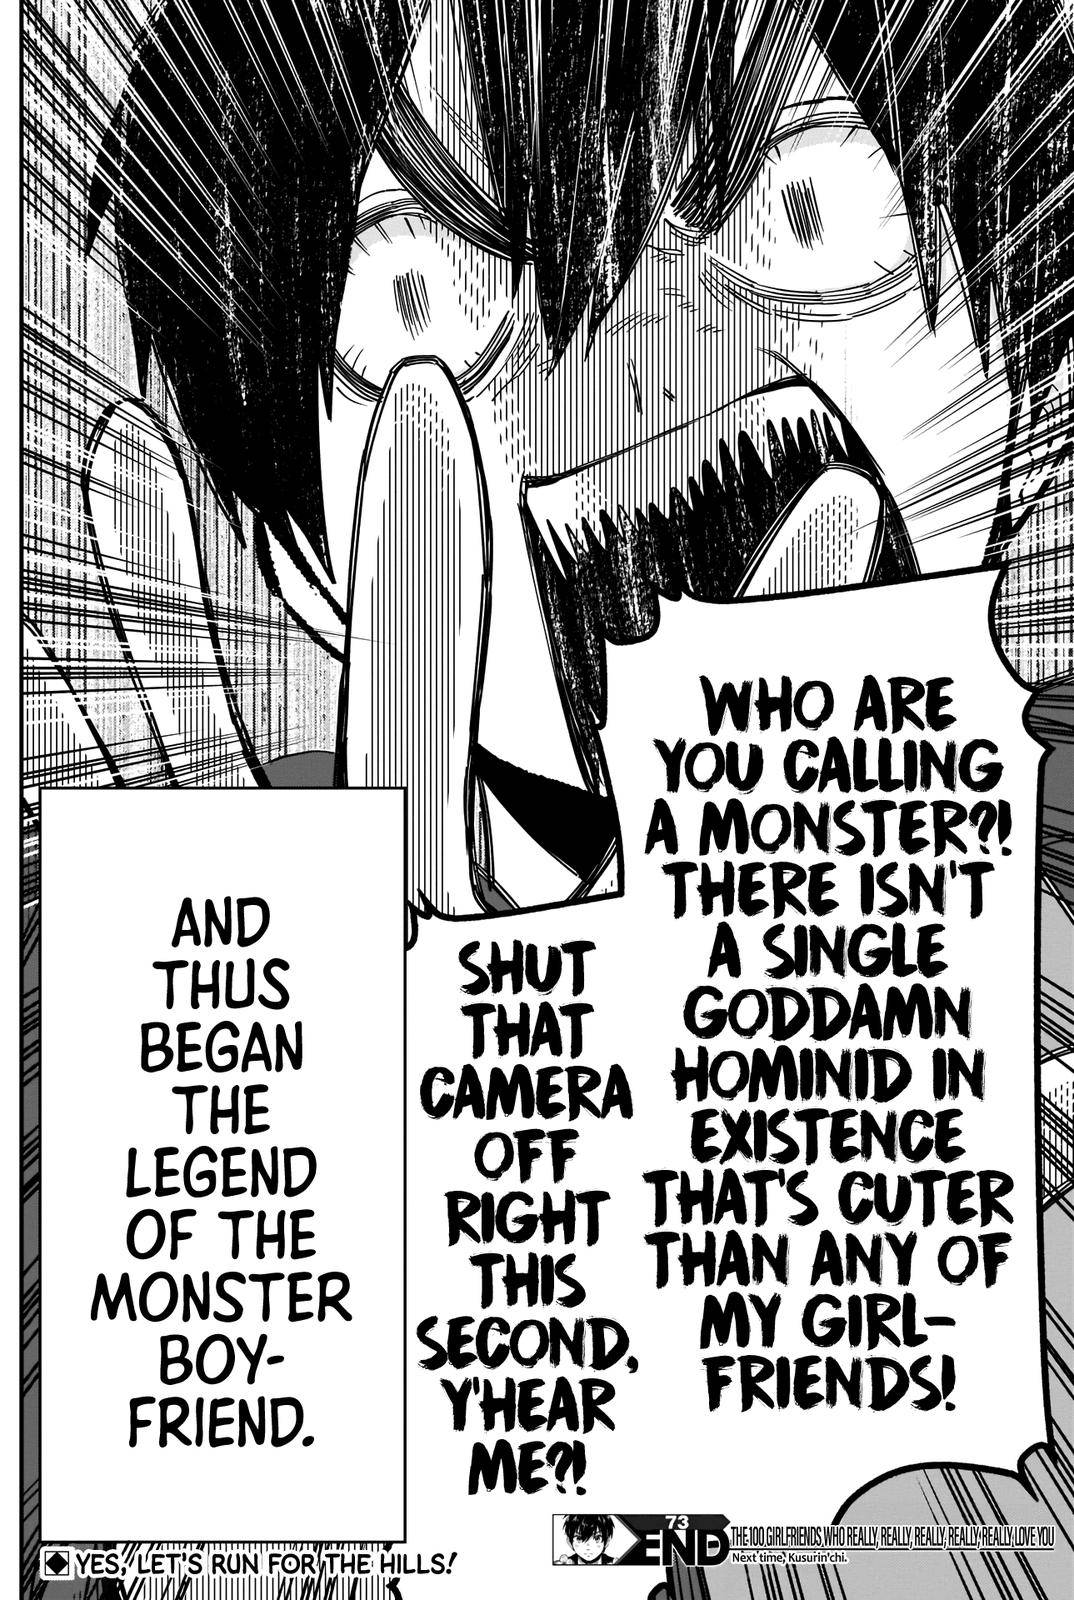 WHO ARE
YOU CALLING
A MONSTER?!
THERE ISN'T
A SINGLE
GODDAMN
HOMINID IN
EXISTENCE
THAT'S CUTER
THAN ANY OF
MY GIRL-
FRIENDS!
SHUT
THAT
CAMERA
OFF
RIGHT
THIS
SECOND,
Y'HEAR
ME?!
AND
THUS
BEGAN
THE
LEGEND
OF THE
MONSTER
BOY-
FRIEND.
YES, LET'S RUN FOR THE HILLS!
73
END
THE 100 GIRLFRIENDS WHO REALLY, REALLY, REALLY, REALLY, REALLY LOVE YOU
Next time, Kusurin'chi.